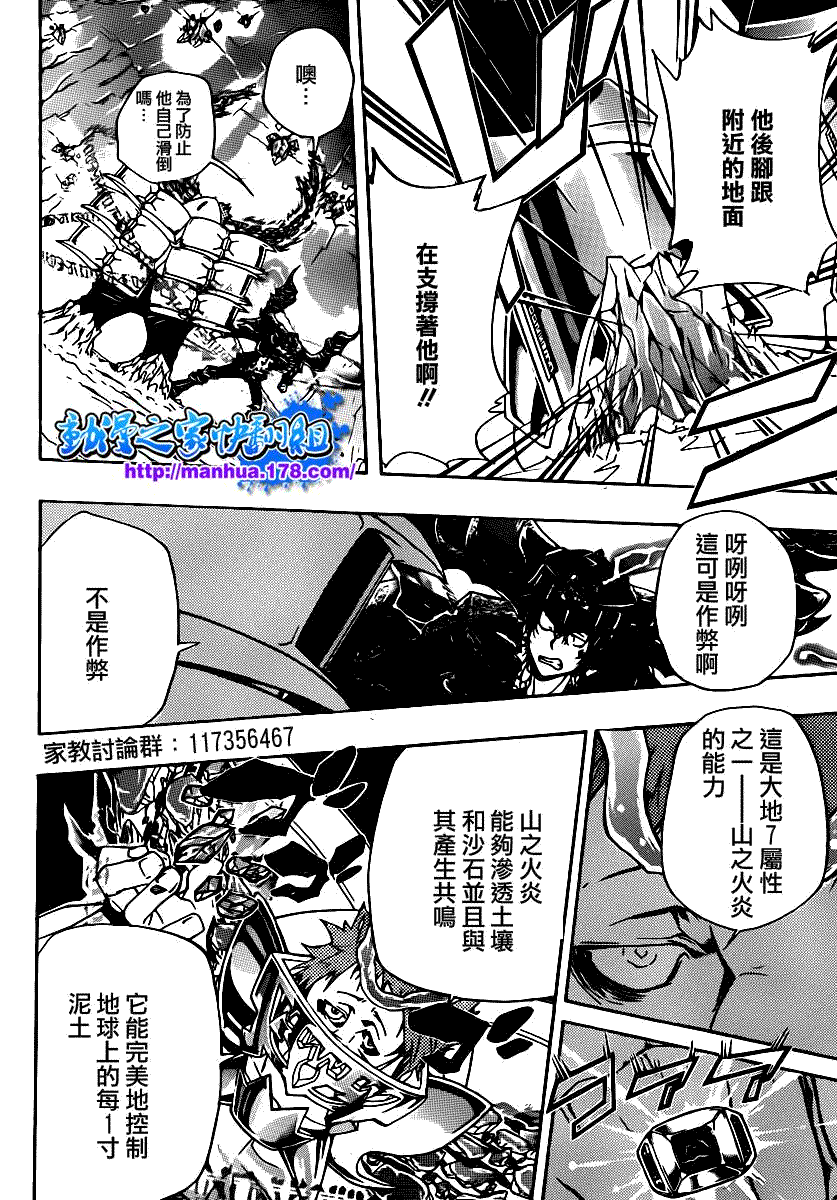 他後腳跟
附近的地面
在支撐著他啊!!
噢…
為了防止
他自己滑倒
嗎…
動漫之家快翻組
http://manhua.178.com/
呀咧呀咧
這可是作弊
啊
不是作弊
家教討論群：117356467
這是大地7屬性
之一——山之火炎
的能力
山之火炎
能夠滲透土壤
和沙石並且與
其產生共鳴
它能完美地控制
地球上的每1寸
泥土